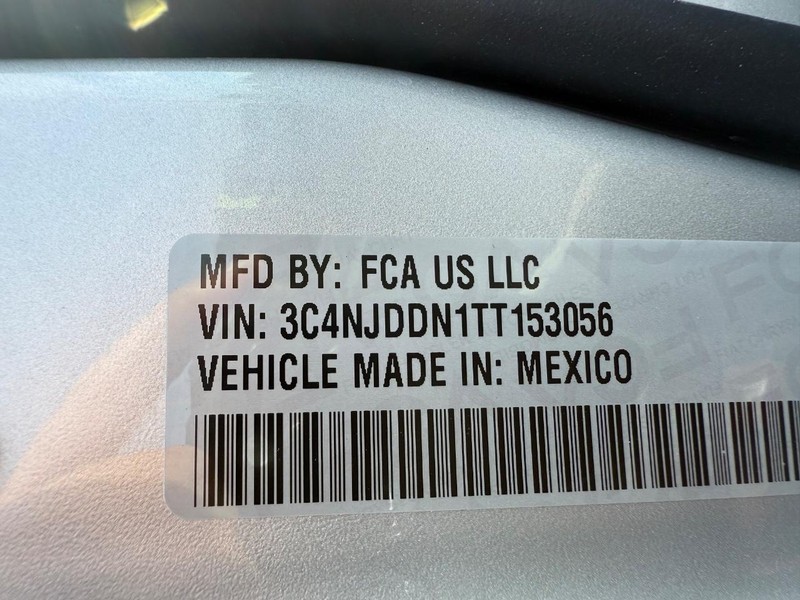 MFD BY: FCA US LLC
VIN: 3C4NJDDN1TT153056
VEHICLE MADE IN: MEXICO